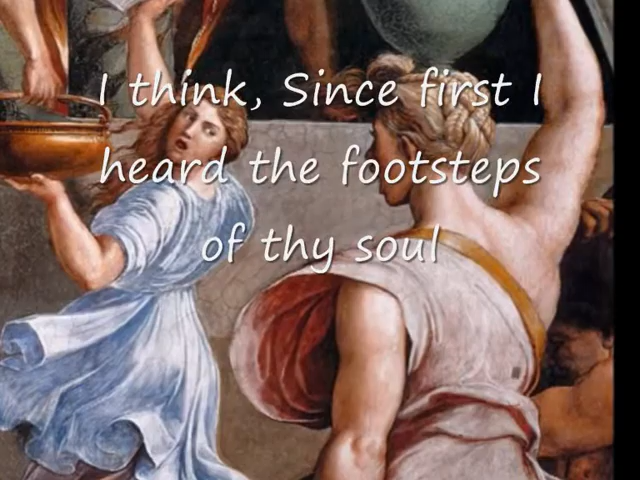 I think, Since first I
heard the footsteps
of thy soul